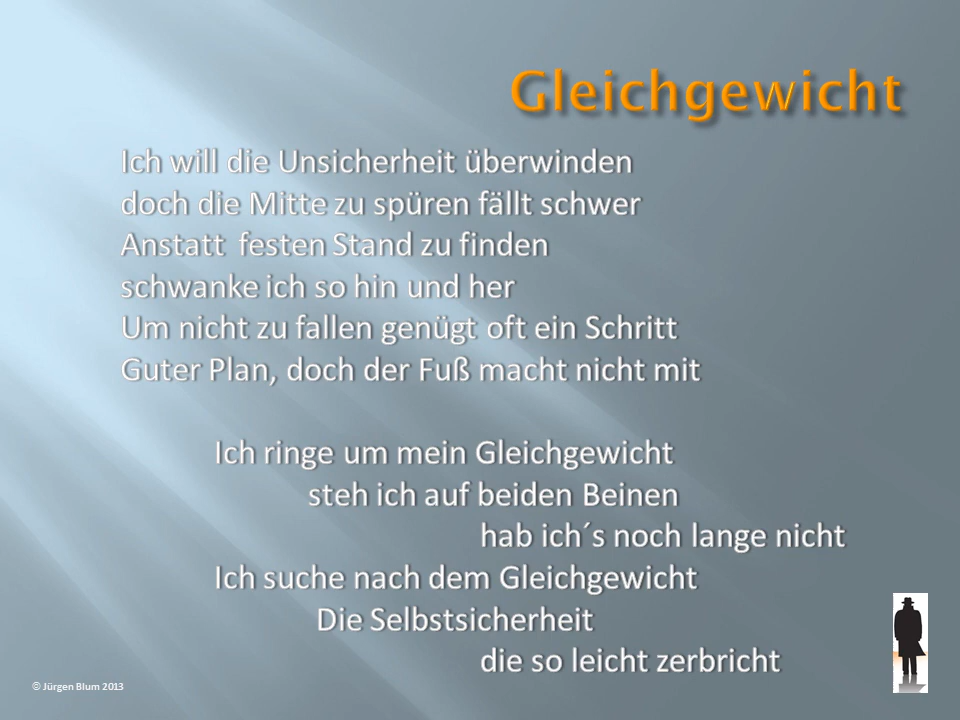 Gleichgewicht
Ich will die Unsicherheit überwinden
doch die Mitte zu spüren fällt schwer
Anstatt festen Stand zu finden
schwanke ich so hin und her
Um nicht zu fallen genügt oft ein Schritt
Guter Plan, doch der Fuß macht nicht mit
Ich ringe um mein Gleichgewicht
steh ich auf beiden Beinen
hab ich´s noch lange nicht
Ich suche nach dem Gleichgewicht
Die Selbstsicherheit
die so leicht zerbricht
© Jürgen Blum 2013